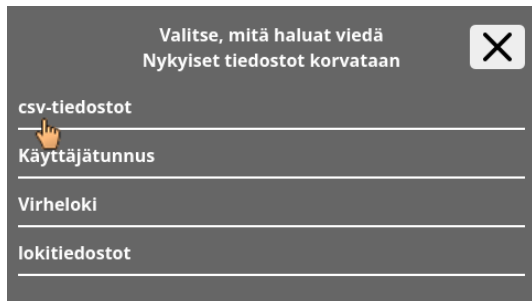 Valitse, mitä haluat viedä
Nykyiset tiedostot korvataan
csv-tiedostot
Käyttäjätunnus
Virheloki
lokitiedostot